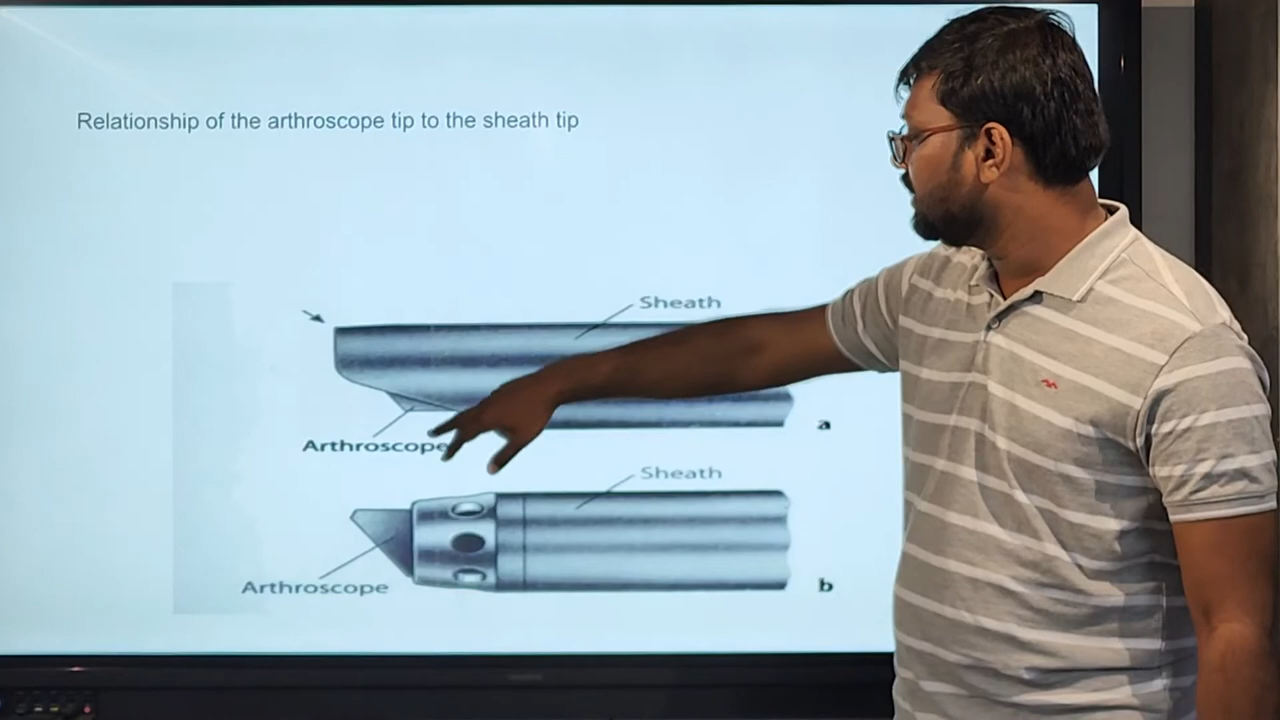 Relationship of the arthroscope tip to the sheath tip
Sheath
Arthroscope
a
Sheath
Arthroscope
b